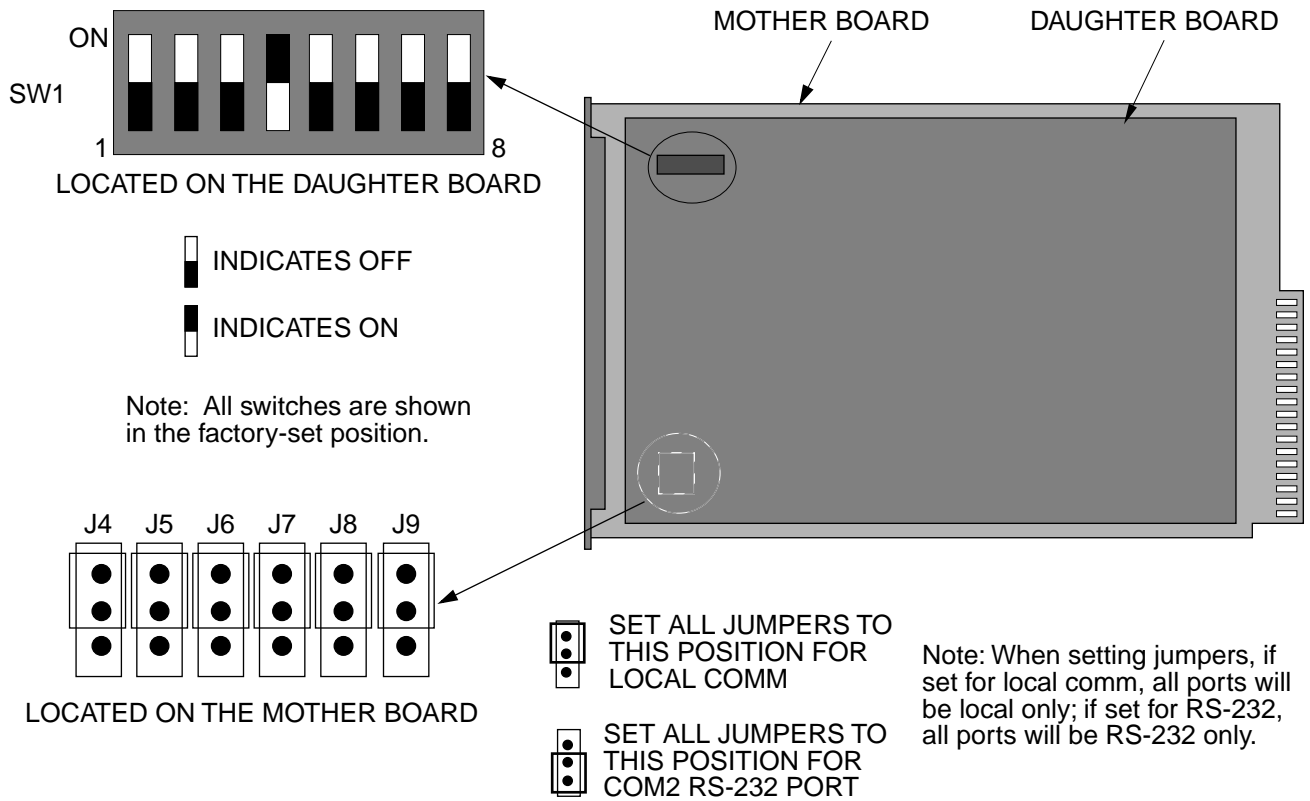 ON
SW1
1
8
LOCATED ON THE DAUGHTER BOARD
MOTHER BOARD
DAUGHTER BOARD
INDICATES OFF
INDICATES ON
Note: All switches are shown
in the factory-set position.
J4 J5 J6 J7 J8 J9
LOCATED ON THE MOTHER BOARD
SET ALL JUMPERS TO
THIS POSITION FOR
LOCAL COMM
SET ALL JUMPERS TO
THIS POSITION FOR
COM2 RS-232 PORT
Note: When setting jumpers, if
set for local comm, all ports will
be local only; if set for RS-232,
all ports will be RS-232 only.